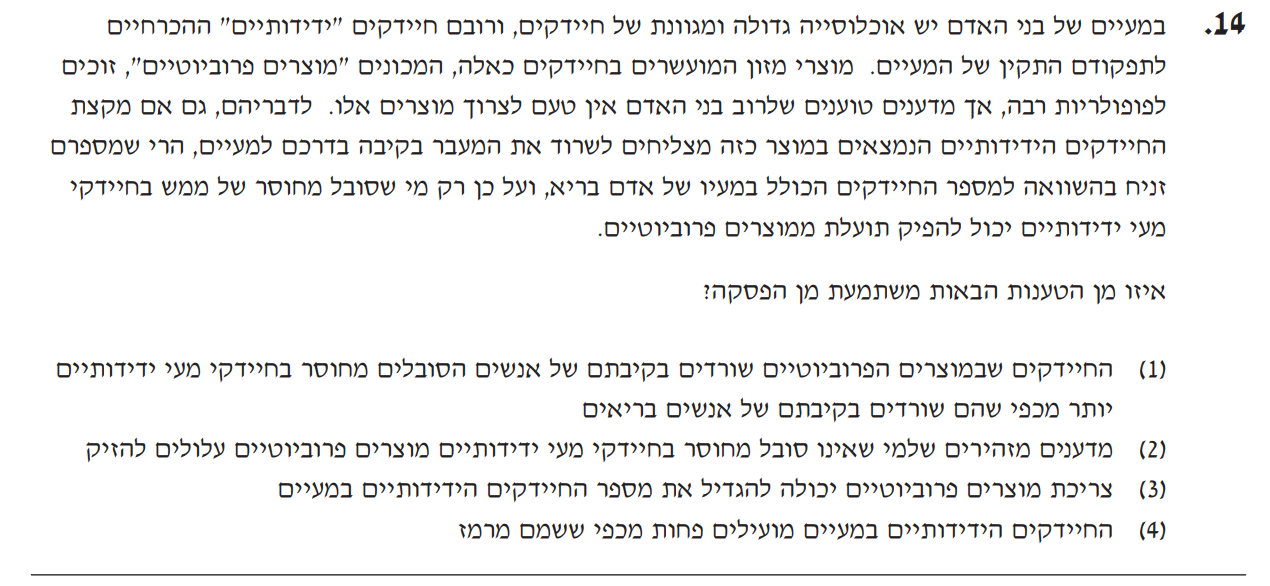 14. במעיים של בני האדם יש אוכלוסייה גדולה ומגוונת של חיידקים, ורובם חיידקים "ידידותיים" ההכרחיים
לתפקודם התקין של המעיים. מוצרי מזון המועשרים בחיידקים כאלה, המכונים "מוצרים פרוביוטיים", זוכים
לפופולריות רבה, אך מדענים טוענים שלרוב בני האדם אין טעם לצרוך מוצרים אלו. לדבריהם, גם אם מקצת
החיידקים הידידותיים הנמצאים במוצר כזה מצליחים לשרוד את המעבר בקיבה בדרכם למעיים, הרי שמספרם
זניח בהשוואה למספר החיידקים הכולל במעיו של אדם בריא, ועל כן רק מי שסובל מחוסר של ממש בחיידקי
מעי ידידותיים יכול להפיק תועלת ממוצרים פרוביוטיים.
איזו מן הטענות הבאות משתמעת מן הפסקה?
(1) החיידקים שבמוצרים הפרוביוטיים שורדים בקיבתם של אנשים הסובלים מחוסר בחיידקי מעי ידידותיים
יותר מכפי שהם שורדים בקיבתם של אנשים בריאים
(2) מדענים מזהירים שלמי שאינו סובל מחוסר בחיידקי מעי ידידותיים מוצרים פרוביוטיים עלולים להזיק
(3) צריכת מוצרים פרוביוטיים יכולה להגדיל את מספר החיידקים הידידותיים במעיים
(4) החיידקים הידידותיים במעיים מועילים פחות מכפי ששמם מרמז